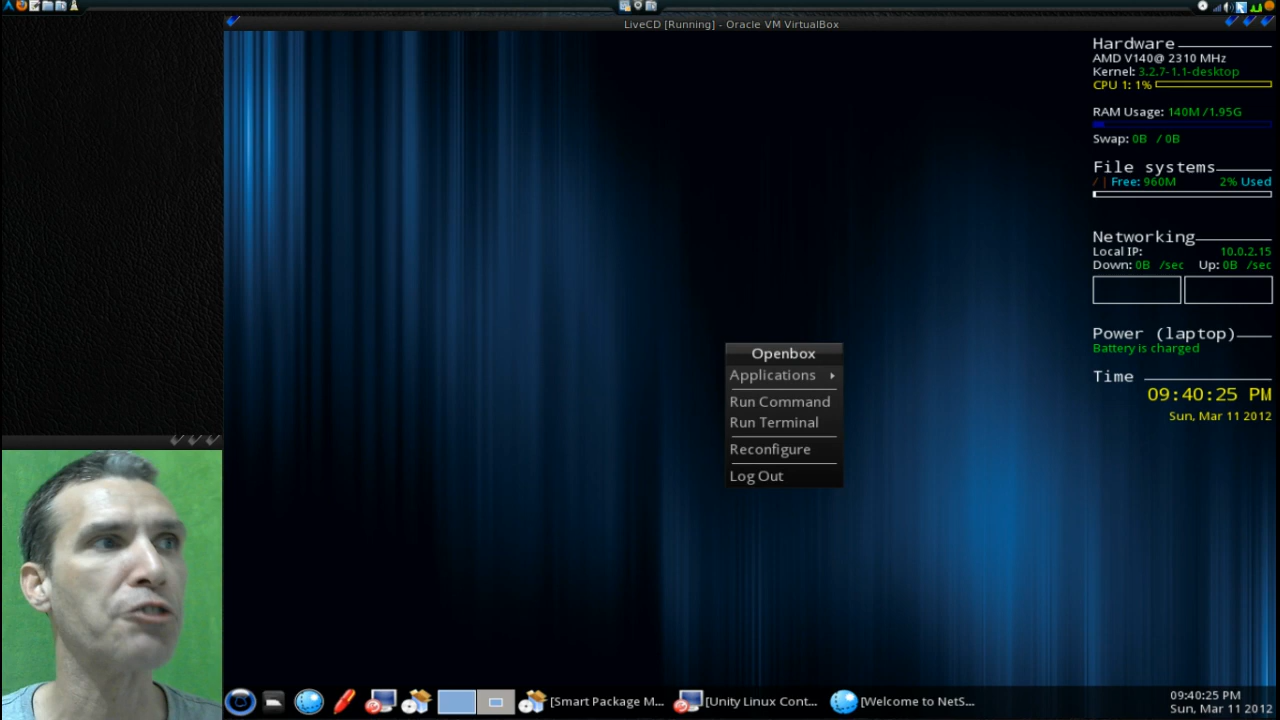 LiveCD [Running] - Oracle VM VirtualBox
Hardware
AMD V140@ 2310 MHz
Kernel: 3.2.7-1.1-desktop
CPU 1: 1%
RAM Usage: 140M /1.95G
Swap: 0B / 0B
File systems
/ | Free: 960M 2% Used
Networking
Local IP: 10.0.2.15
Down: 0B /sec Up: 0B /sec
Power (laptop)
Battery is charged
Time
09:40:25 PM
Sun, Mar 11 2012
Openbox
Applications
Run Command
Run Terminal
Reconfigure
Log Out
[Smart Package M... [Unity Linux Cont... [Welcome to NetS...
09:40:25 PM
Sun, Mar 11 2012